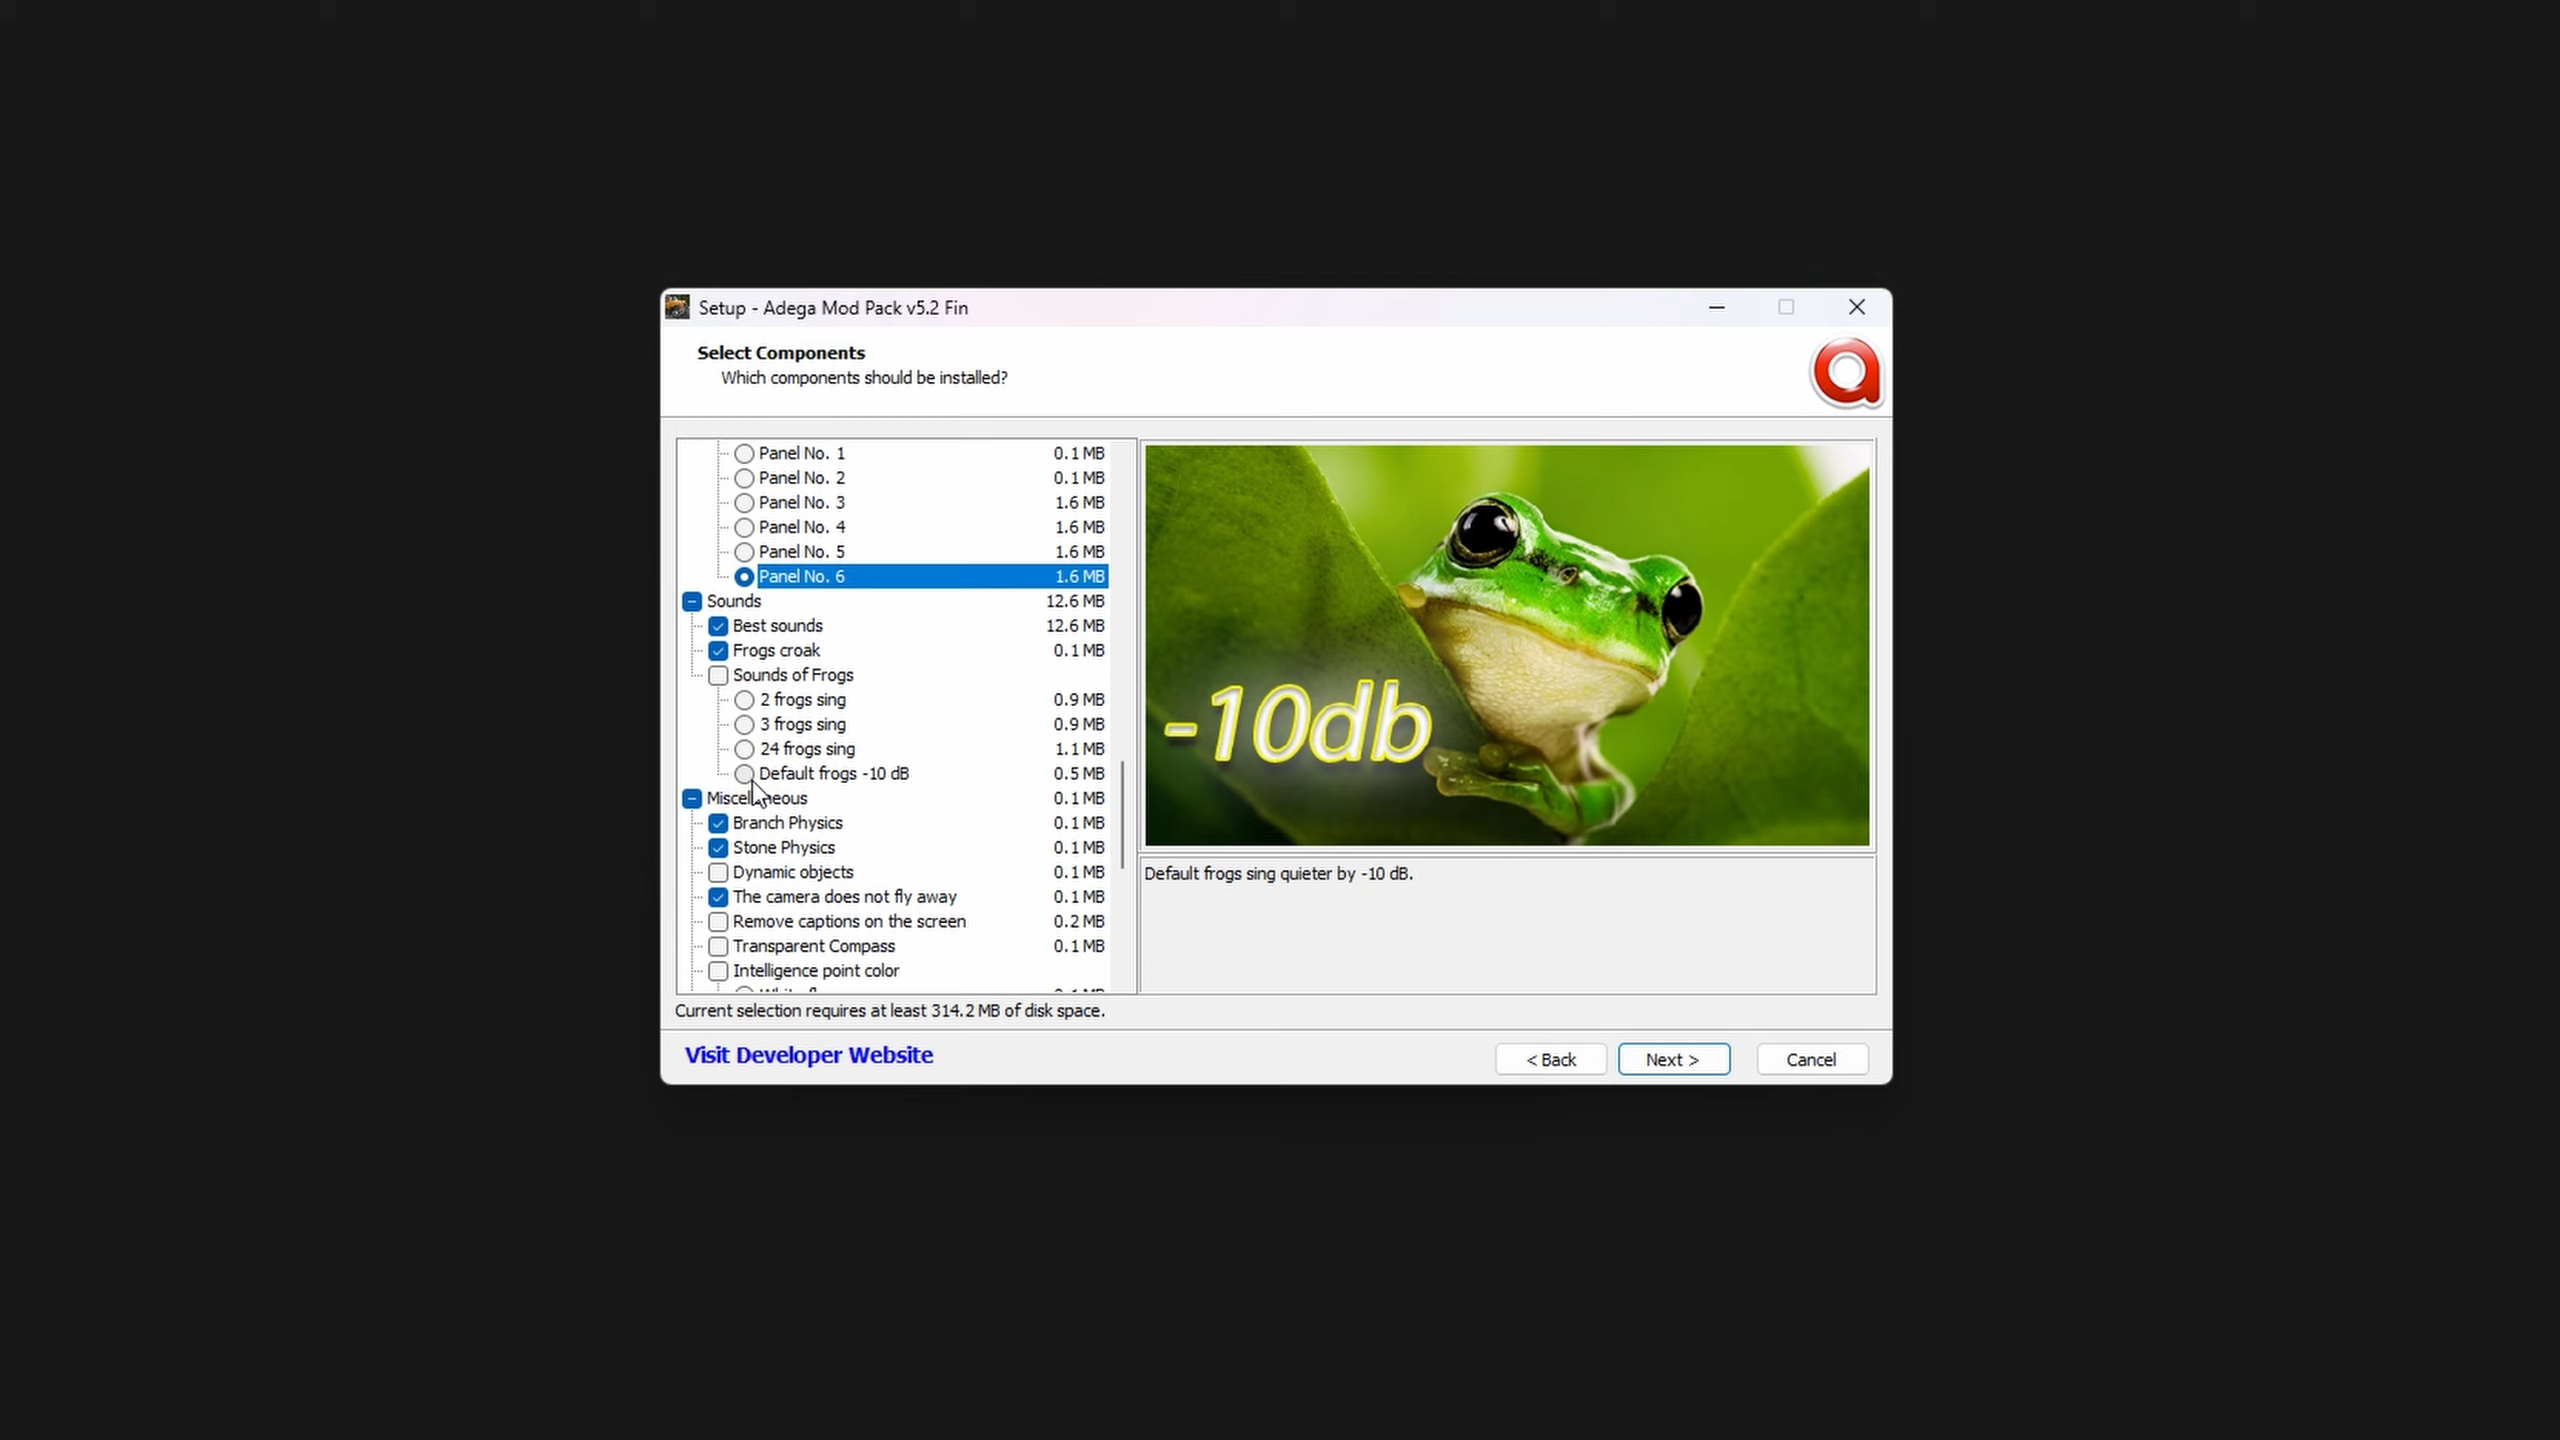 Setup - Adega Mod Pack v5.2 Fin
Select Components
Which components should be installed?
Panel No. 1 0.1 MB
Panel No. 2 0.1 MB
Panel No. 3 1.6 MB
Panel No. 4 1.6 MB
Panel No. 5 1.6 MB
Panel No. 6 1.6 MB
Sounds 12.6 MB
Best sounds 12.6 MB
Frogs croak 0.1 MB
Sounds of Frogs
2 frogs sing 0.9 MB
3 frogs sing 0.9 MB
24 frogs sing 1.1 MB
Default frogs -10 dB 0.5 MB
Miscellaneous 0.1 MB
Branch Physics 0.1 MB
Stone Physics 0.1 MB
Dynamic objects 0.1 MB
The camera does not fly away 0.1 MB
Remove captions on the screen 0.2 MB
Transparent Compass 0.1 MB
Intelligence point color
-10db
Default frogs sing quieter by -10 dB.
Current selection requires at least 314.2 MB of disk space.
Visit Developer Website
< Back
Next >
Cancel